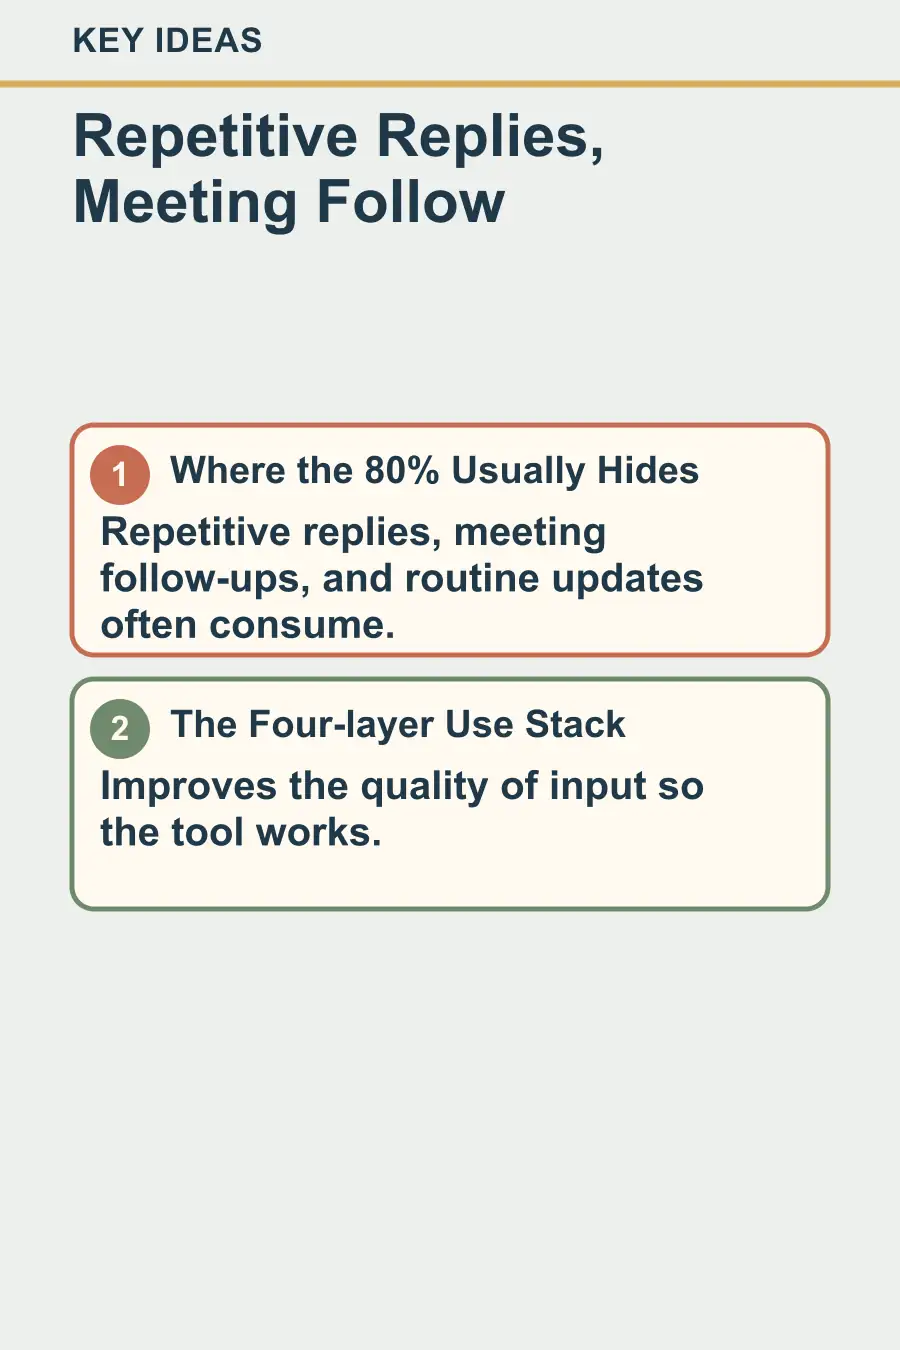 KEY IDEAS
Repetitive Replies,
Meeting Follow
1 Where the 80% Usually Hides
Repetitive replies, meeting
follow-ups, and routine updates
often consume.
2 The Four-layer Use Stack
Improves the quality of input so
the tool works.